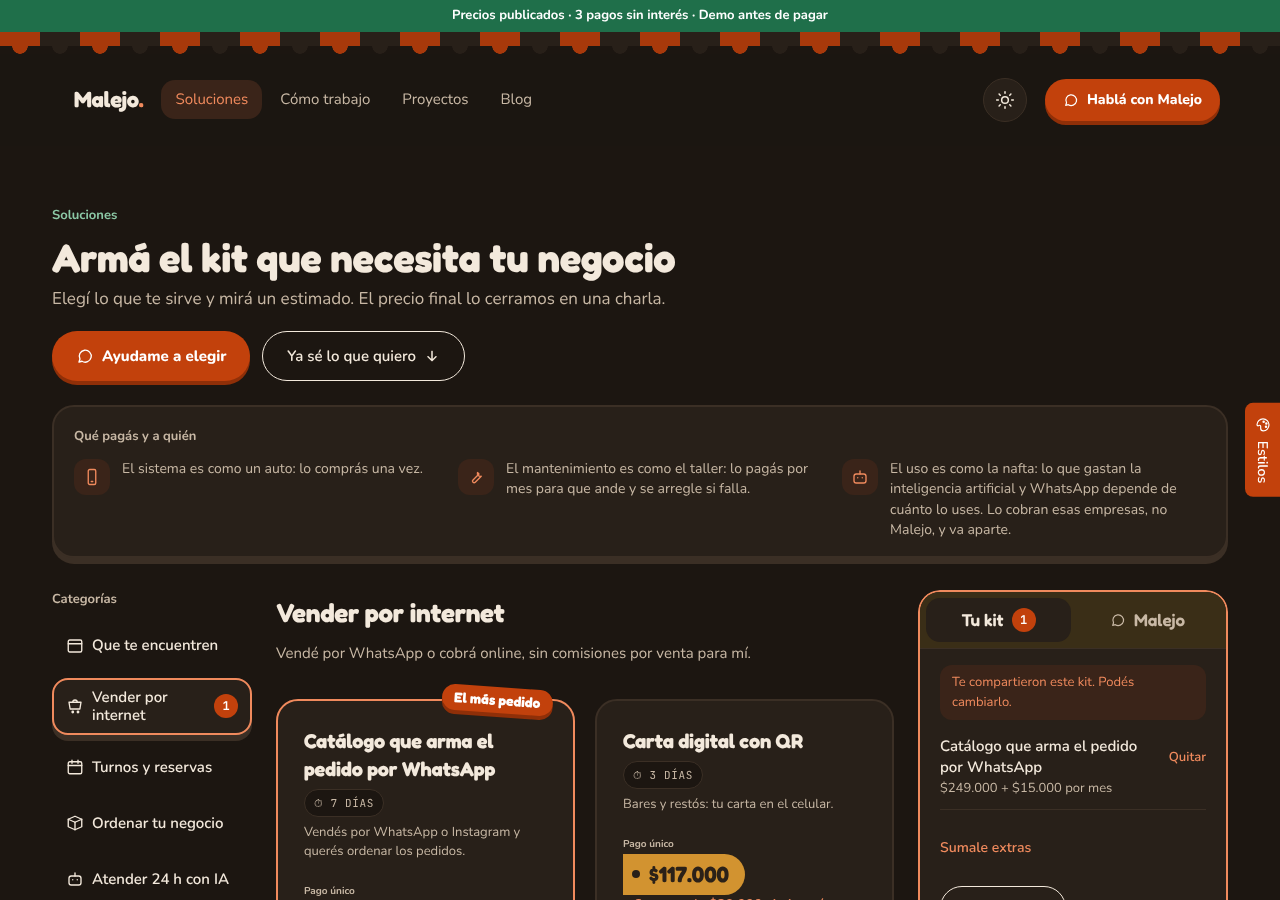 Precios publicados · 3 pagos sin interés · Demo antes de pagar
Malejo.
Soluciones
Cómo trabajo
Proyectos
Blog
Hablá con Malejo
Soluciones
Armá el kit que necesita tu negocio
Elegí lo que te sirve y mirá un estimado. El precio final lo cerramos en una charla.
Ayudame a elegir
Ya sé lo que quiero
Estilos
Qué pagás y a quién
El sistema es como un auto: lo comprás una vez.
El mantenimiento es como el taller: lo pagás por
mes para que ande y se arregle si falla.
El uso es como la nafta: lo que gastan la
inteligencia artificial y WhatsApp depende de
cuánto lo uses. Lo cobran esas empresas, no
Malejo, y va aparte.
Categorías
Que te encuentren
Vender por
internet
1
Turnos y reservas
Ordenar tu negocio
Atender 24 h con IA
Vender por internet
Vendé por WhatsApp o cobrá online, sin comisiones por venta para mí.
El más pedido
Catálogo que arma el
pedido por WhatsApp
7 DÍAS
Vendés por WhatsApp o Instagram y
querés ordenar los pedidos.
Pago único
Carta digital con QR
3 DÍAS
Bares y restós: tu carta en el celular.
Pago único
$117.000
Tu kit
1
Malejo
Te compartieron este kit. Podés
cambiarlo.
Catálogo que arma el pedido
por WhatsApp
Quitar
$249.000 + $15.000 por mes
Sumale extras